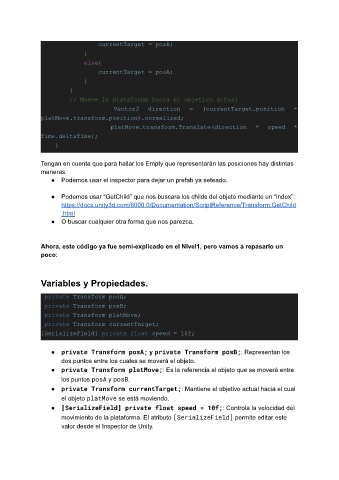 currentTarget = posB;
}
else
currentTarget = posA;
}
}
// Mueve la plataforma hacia el objetivo actual
Vector3 direction = (currentTarget.position -
platMove.transform.position).normalized;
platMove.transform.Translate(direction * speed *
Time.deltaTime);
}
Tengan en cuenta que para hallar los Empty que representarán las posiciones hay distintas
maneras:
● Podemos usar el inspector para dejar un prefab ya seteado.
● Podemos usar "GetChild" que nos buscara los childs del objeto mediante un "index":
https://docs.unity3d.com/6000.0/Documentation/ScriptReference/Transform.GetChild
.html
● O buscar cualquier otra forma que nos parezca.
Ahora, este código ya fue semi-explicado en el Nivel1, pero vamos a repasarlo un
poco:
Variables y Propiedades.
private Transform posA;
private Transform posB;
private Transform platMove;
private Transform currentTarget;
[SerializeField] private float speed = 10f;
● private Transform posA; y private Transform posB;: Representan los
dos puntos entre los cuales se moverá el objeto.
● private Transform platMove;: Es la referencia al objeto que se moverá entre
los puntos posA y posB.
● private Transform currentTarget;: Mantiene el objetivo actual hacia el cual
el objeto platMove se está moviendo.
● [SerializeField] private float speed = 10f;: Controla la velocidad del
movimiento de la plataforma. El atributo [SerializeField] permite editar este
valor desde el Inspector de Unity.